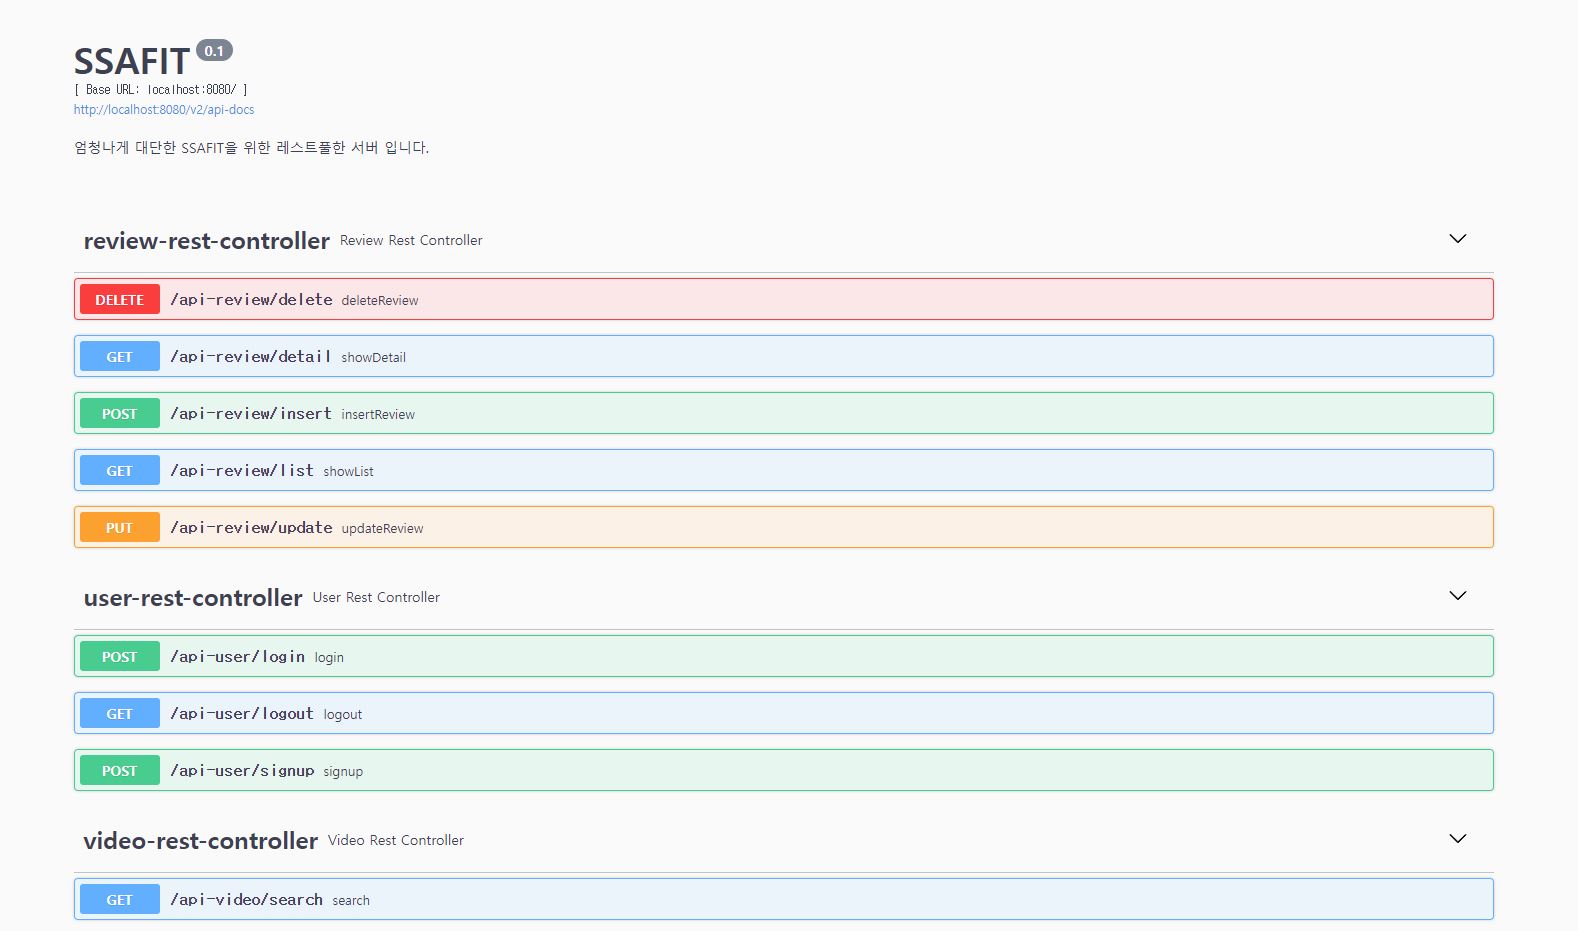 SSAFIT 0.1
[ Base URL: localhost:8080/ ]
http://localhost:8080/v2/api-docs
엄청나게 대단한 SSAFIT을 위한 레스트풀한 서버 입니다.
review-rest-controller Review Rest Controller
DELETE /api-review/delete deleteReview
GET /api-review/detail showDetail
POST /api-review/insert insertReview
GET /api-review/list showList
PUT /api-review/update updateReview
user-rest-controller User Rest Controller
POST /api-user/login login
GET /api-user/logout logout
POST /api-user/signup signup
video-rest-controller Video Rest Controller
GET /api-video/search search